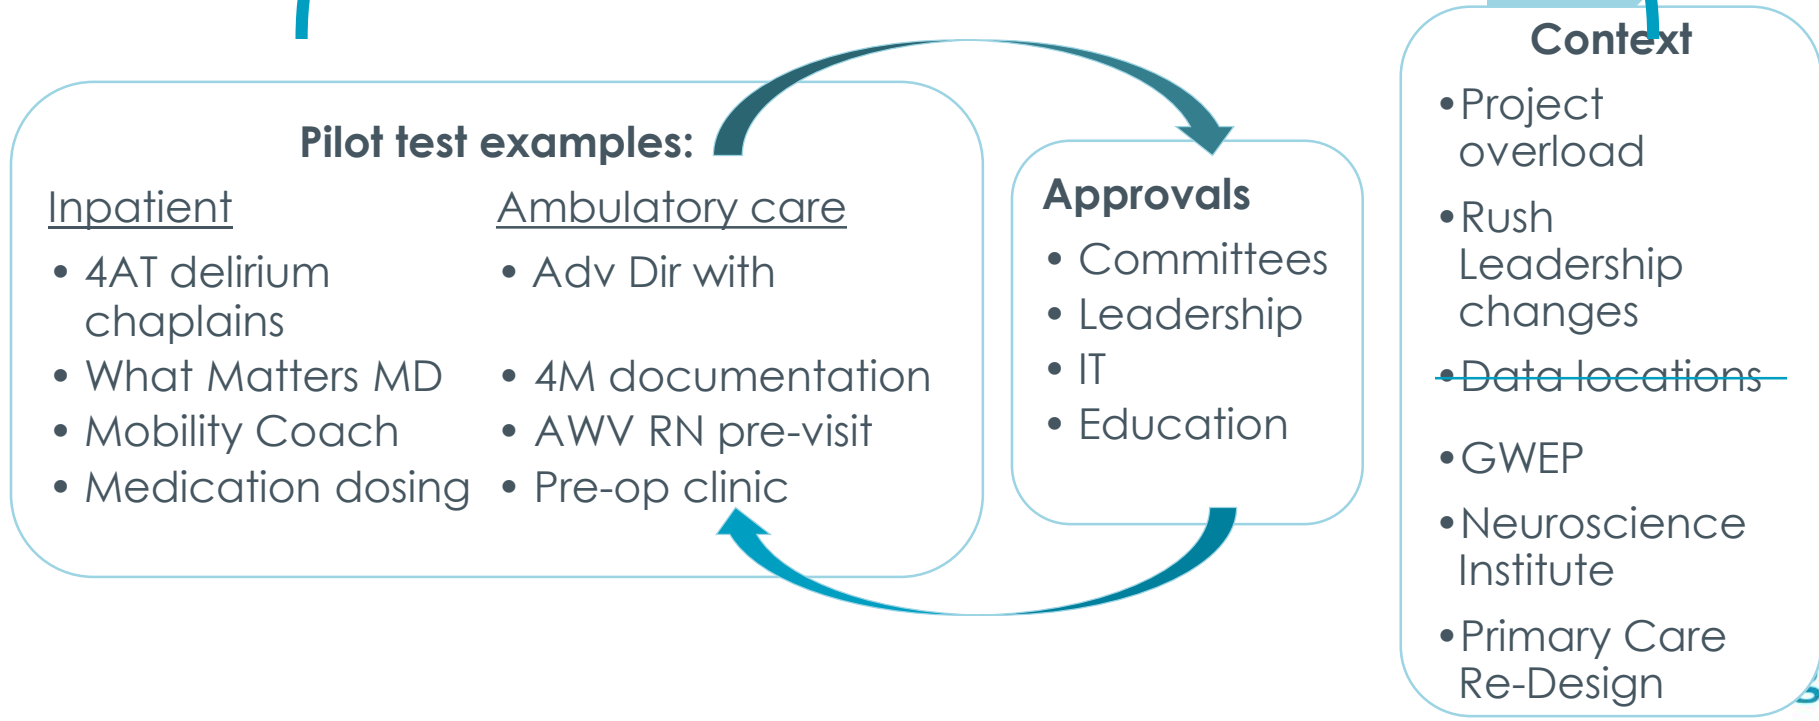 Pilot test examples:
Inpatient
• 4AT delirium
chaplains
• What Matters MD
• Mobility Coach
• Medication dosing
Ambulatory care
• Adv Dir with
• 4M documentation
• AWV RN pre-visit
• Pre-op clinic
Approvals
• Committees
• Leadership
• IT
• Education
Context
•Project
overload
•Rush
Leadership
changes
•Data locations
•GWEP
•Neuroscience
Institute
•Primary Care
Re-Design